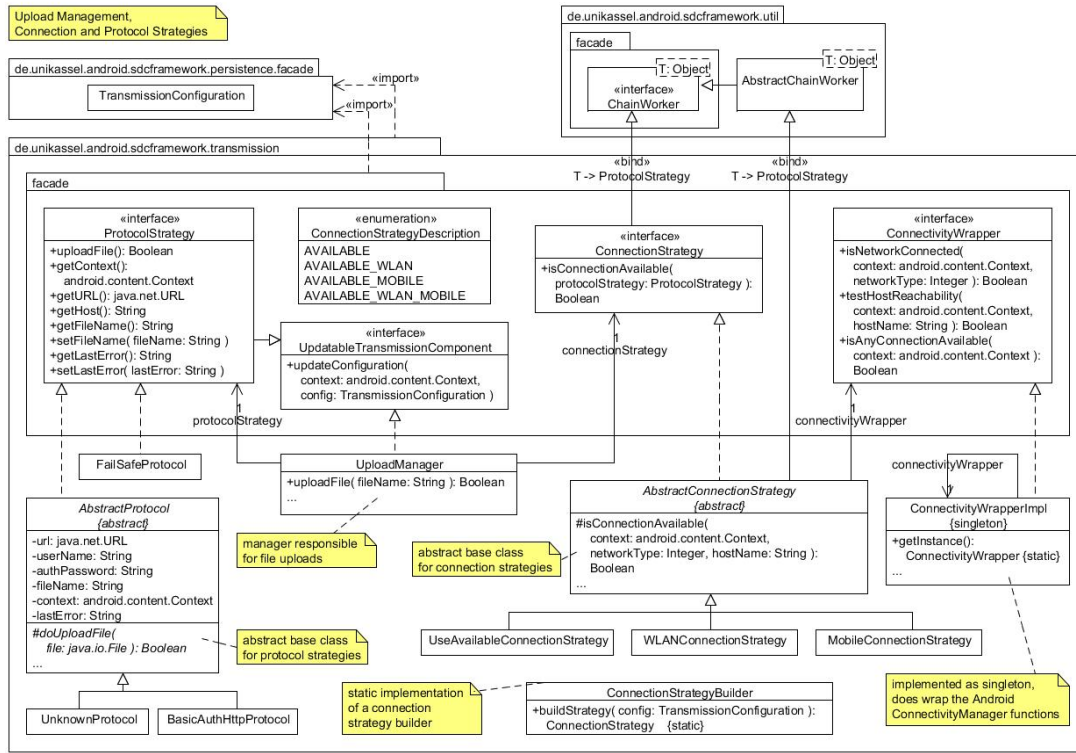 Upload Management,
Connection and Protocol Strategies
de.unikassel.android.sdcframework.util
facade
T: Object
«interface»
ChainWorker
T: Object
AbstractChainWorker
de.unikassel.android.sdcframework.persistence.facade
TransmissionConfiguration
«import»
«import»
de.unikassel.android.sdcframework.transmission
«bind»
T -> ProtocolStrategy
«bind»
T -> ProtocolStrategy
facade
«interface»
ProtocolStrategy
+uploadFile(): Boolean
+getContext():
android.content.Context
+getURL(): java.net.URL
+getHost(): String
+getFileName(): String
+setFileName( fileName: String )
+getLastError(): String
+setLastError( lastError: String )
«enumeration»
ConnectionStrategyDescription
AVAILABLE
AVAILABLE_WLAN
AVAILABLE_MOBILE
AVAILABLE_WLAN_MOBILE
«interface»
UpdatableTransmissionComponent
+updateConfiguration(
context: android.content.Context,
config: TransmissionConfiguration )
«interface»
ConnectionStrategy
+isConnectionAvailable(
protocolStrategy: ProtocolStrategy ):
Boolean
«interface»
ConnectivityWrapper
+isNetworkConnected(
context: android.content.Context,
networkType: Integer ): Boolean
+testHostReachability(
context: android.content.Context,
hostName: String ): Boolean
+isAnyConnectionAvailable(
context: android.content.Context ):
Boolean
1
connectionStrategy
1
protocolStrategy
1
connectivityWrapper
FailSafeProtocol
UploadManager
+uploadFile( fileName: String ): Boolean
...
connectivityWrapper
1
AbstractProtocol
{abstract}
-url: java.net.URL
-userName: String
-authPassword: String
-fileName: String
-context: android.content.Context
-lastError: String
#doUploadFile(
file: java.io.File ): Boolean
...
manager responsible
for file uploads
abstract base class
for connection strategies
AbstractConnectionStrategy
{abstract}
#isConnectionAvailable(
context: android.content.Context,
networkType: Integer, hostName: String ):
Boolean
...
ConnectivityWrapperImpl
{singleton}
+getInstance():
ConnectivityWrapper {static}
...
abstract base class
for protocol strategies
UseAvailableConnectionStrategy
WLANConnectionStrategy
MobileConnectionStrategy
UnknownProtocol
BasicAuthHttpProtocol
static implementation
of a connection
strategy builder
ConnectionStrategyBuilder
+buildStrategy( config: TransmissionConfiguration ):
ConnectionStrategy {static}
implemented as singleton,
does wrap the Android
ConnectivityManager functions